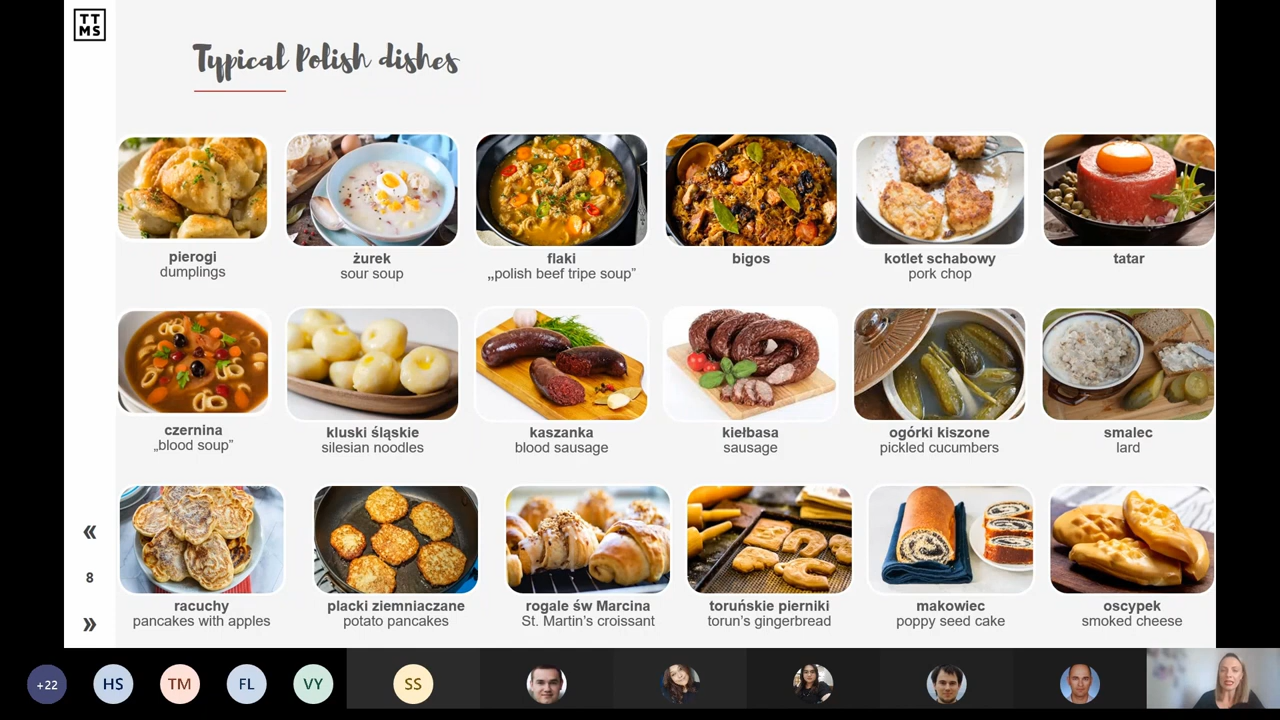 TT
MS
Typical Polish dishes
pierogi
dumplings
żurek
sour soup
flaki
„polish beef tripe soup”
bigos
kotlet schabowy
pork chop
tatar
czernina
„blood soup”
kluski śląskie
silesian noodles
kaszanka
blood sausage
kiełbasa
sausage
ogórki kiszone
pickled cucumbers
smalec
lard
racuchy
pancakes with apples
placki ziemniaczane
potato pancakes
rogale św Marcina
St. Martin’s croissant
toruńskie pierniki
torun’s gingerbread
makowiec
poppy seed cake
oscypek
smoked cheese
«
8
»
+22
HS
TM
FL
VY
SS